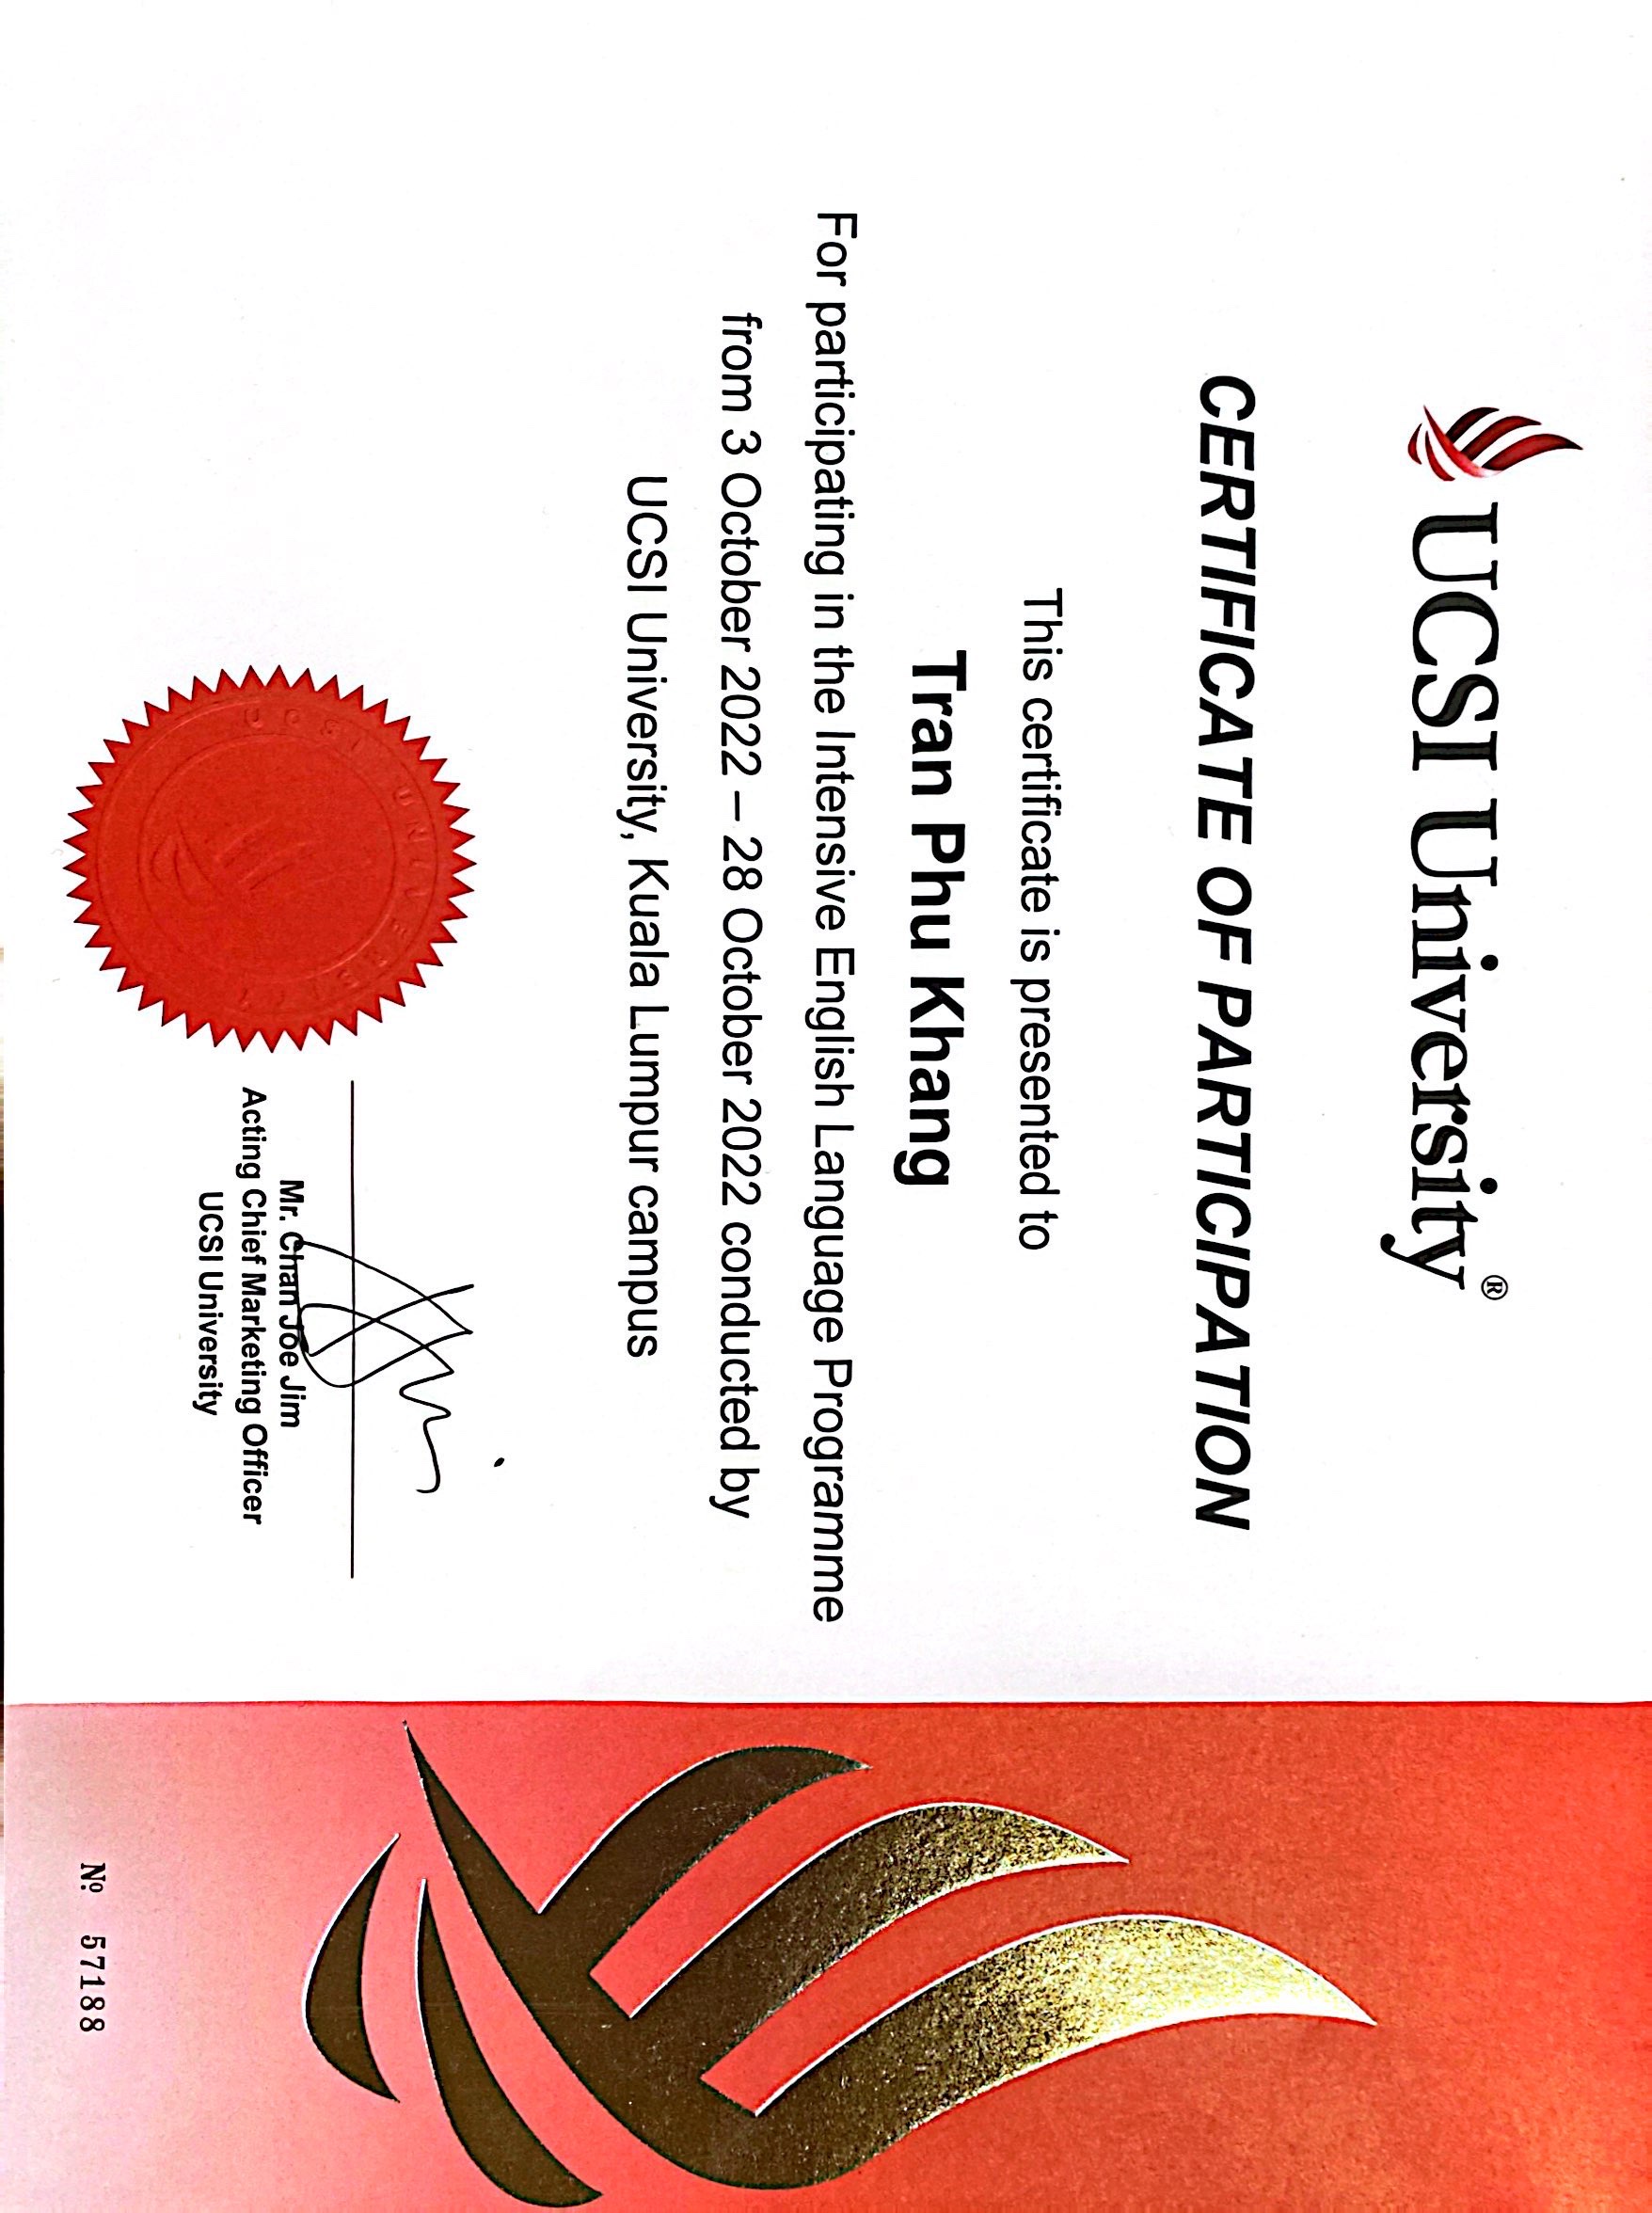 UCSI University®
CERTIFICATE OF PARTICIPATION
This certificate is presented to
Tran Phu Khang
For participating in the Intensive English Language Programme
from 3 October 2022 – 28 October 2022 conducted by
UCSI University, Kuala Lumpur campus
UCSI UNIVERSITY
Mr. Chan Joe Jim
Acting Chief Marketing Officer
UCSI University
№ 57188